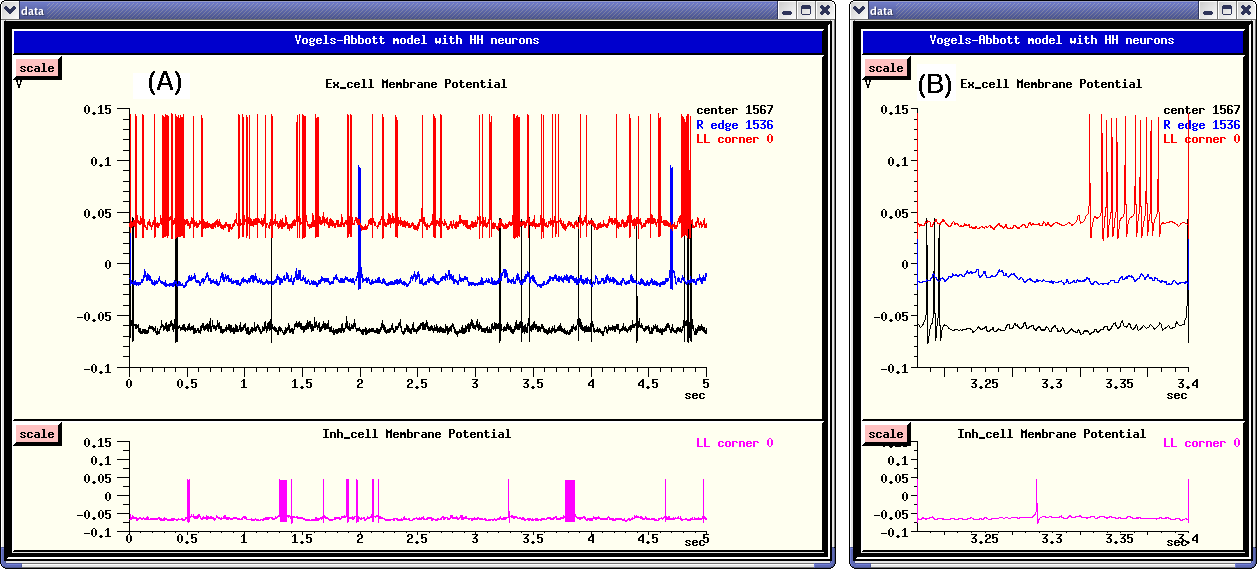 data
Vogels-Abbott model with HH neurons
scale
V
(A)
Ex_cell Membrane Potential
center 1567
R edge 1536
LL corner 0
0.15
0.1
0.05
0
-0.05
-0.1
0 0.5 1 1.5 2 2.5 3 3.5 4 4.5 5
sec
scale
Inh_cell Membrane Potential
LL corner 0
0.15
0.1
0.05
0
-0.05
-0.1
0 0.5 1 1.5 2 2.5 3 3.5 4 4.5 5
sec
data
Vogels-Abbott model with HH neurons
scale
V
(B)
Ex_cell Membrane Potential
center 1567
R edge 1536
LL corner 0
0.15
0.1
0.05
0
-0.05
-0.1
3.25 3.3 3.35 3.4
sec
scale
Inh_cell Membrane Potential
LL corner 0
0.1
0.05
0
-0.05
-0.1
3.25 3.3 3.35 3.4
sec